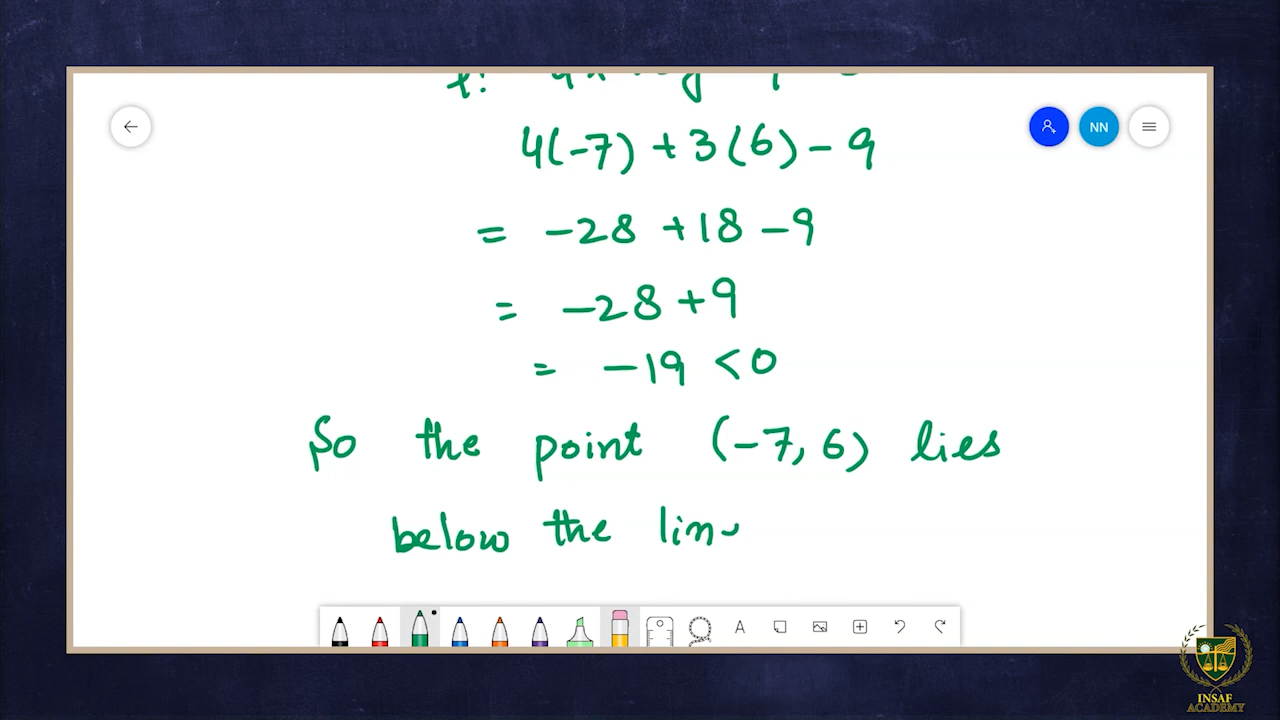 4(-7) + 3(6) - 9
= -28 + 18 - 9
= -28 + 9
= -19 < 0
So the point (-7, 6) lies
below the lin
NN
A
INSAF
ACADEMY